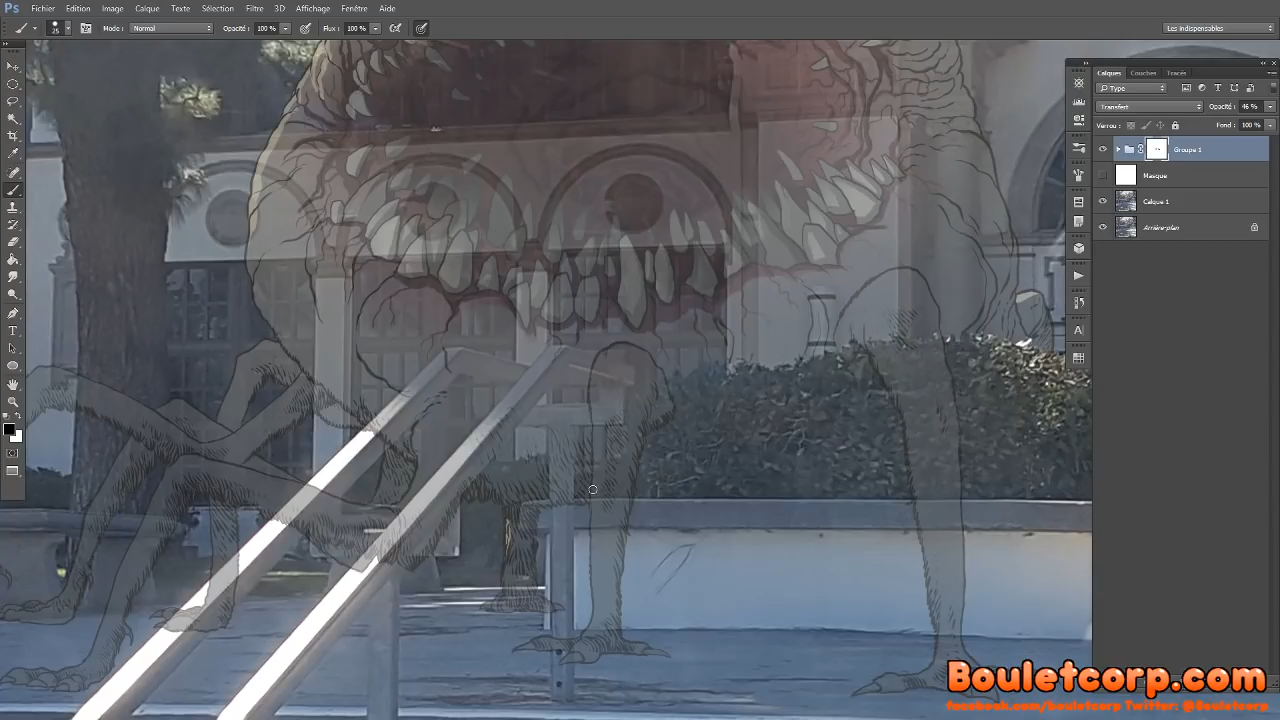 Ps Fichier Edition Image Calque Texte Sélection Filtre 3D Affichage Fenêtre Aide
25 Mode : Normal Opacité : 100 % Flux : 100 % Les indispensables
Calques Couches Tracés
Type
Transfert Opacité : 46 %
Verrou : Fond : 100 %
Groupe 1
Masque
Calque 1
Arrière-plan
Bouletcorp.com
facebook.com/bouletcorp Twitter: @Bouletcorp